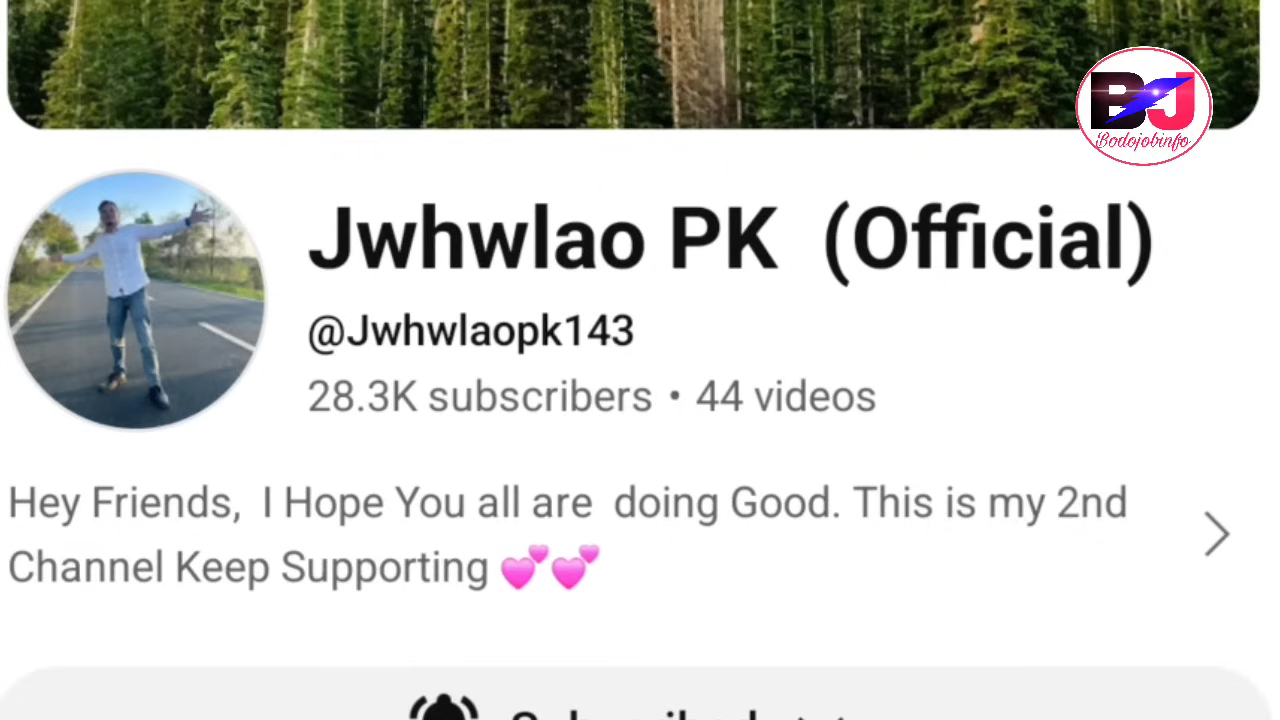 BJ
Bodojobinfo
Jwhwlao PK (Official)
@Jwhwlaopk143
28.3K subscribers • 44 videos
Hey Friends, I Hope You all are doing Good. This is my 2nd
Channel Keep Supporting 💕💕
Subscribed